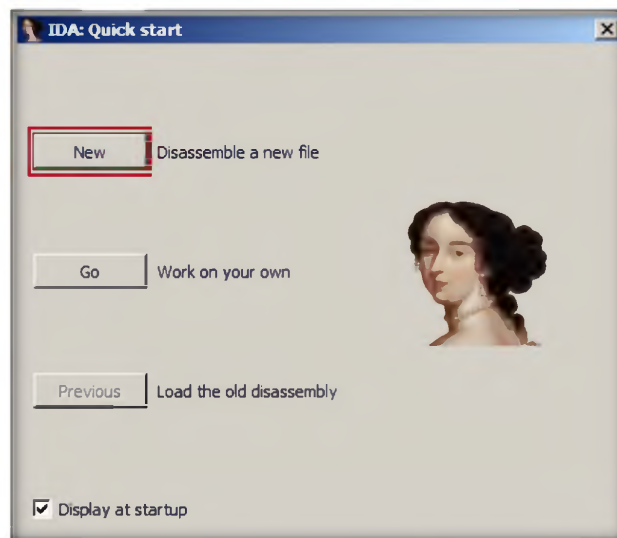 IDA: Quick start
New Disassemble a new file
Go Work on your own
Previous Load the old disassembly
Display at startup